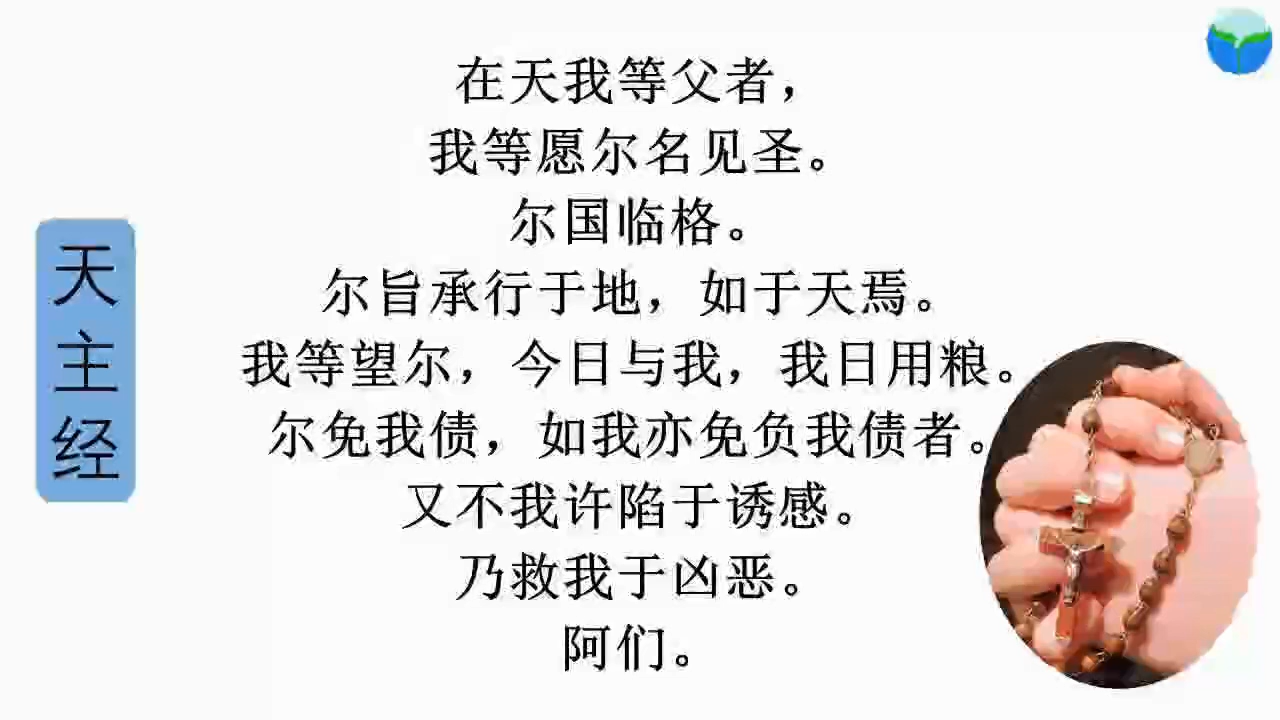 天主经
在天我等父者，
我等愿尔名见圣。
尔国临格。
尔旨承行于地，如于天焉。
我等望尔，今日与我，我日用粮。
尔免我债，如我亦免负我债者。
又不我许陷于诱感。
乃救我于凶恶。
阿们。